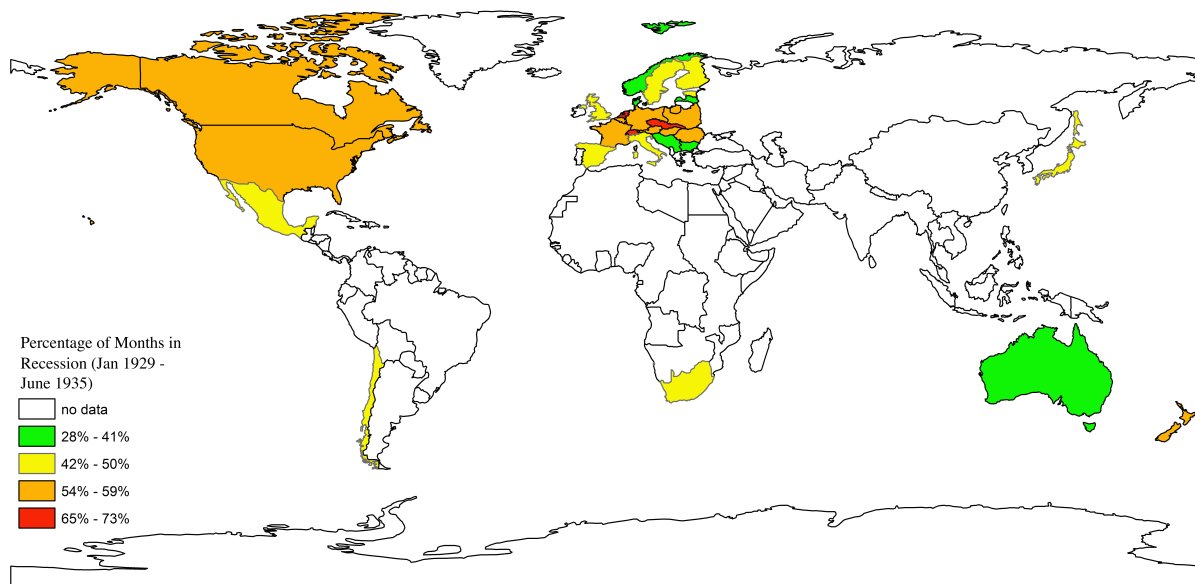 Percentage of Months in
Recession (Jan 1929 -
June 1935)
no data
28% - 41%
42% - 50%
54% - 59%
65% - 73%